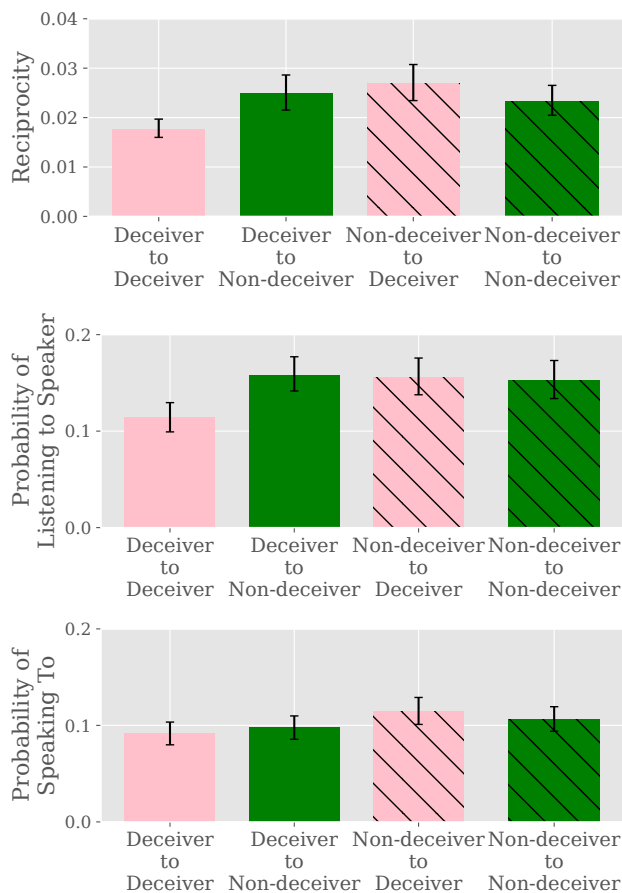 Reciprocity
0.04
0.03
0.02
0.01
0.00
Deceiver
to
Deceiver
Deceiver
to
Non-deceiver
Non-deceiver
to
Deceiver
Non-deceiver
to
Non-deceiver
Probability of
Listening to Speaker
0.2
0.1
0.0
Deceiver
to
Deceiver
Deceiver
to
Non-deceiver
Non-deceiver
to
Deceiver
Non-deceiver
to
Non-deceiver
Probability of
Speaking To
0.2
0.1
0.0
Deceiver
to
Deceiver
Deceiver
to
Non-deceiver
Non-deceiver
to
Deceiver
Non-deceiver
to
Non-deceiver